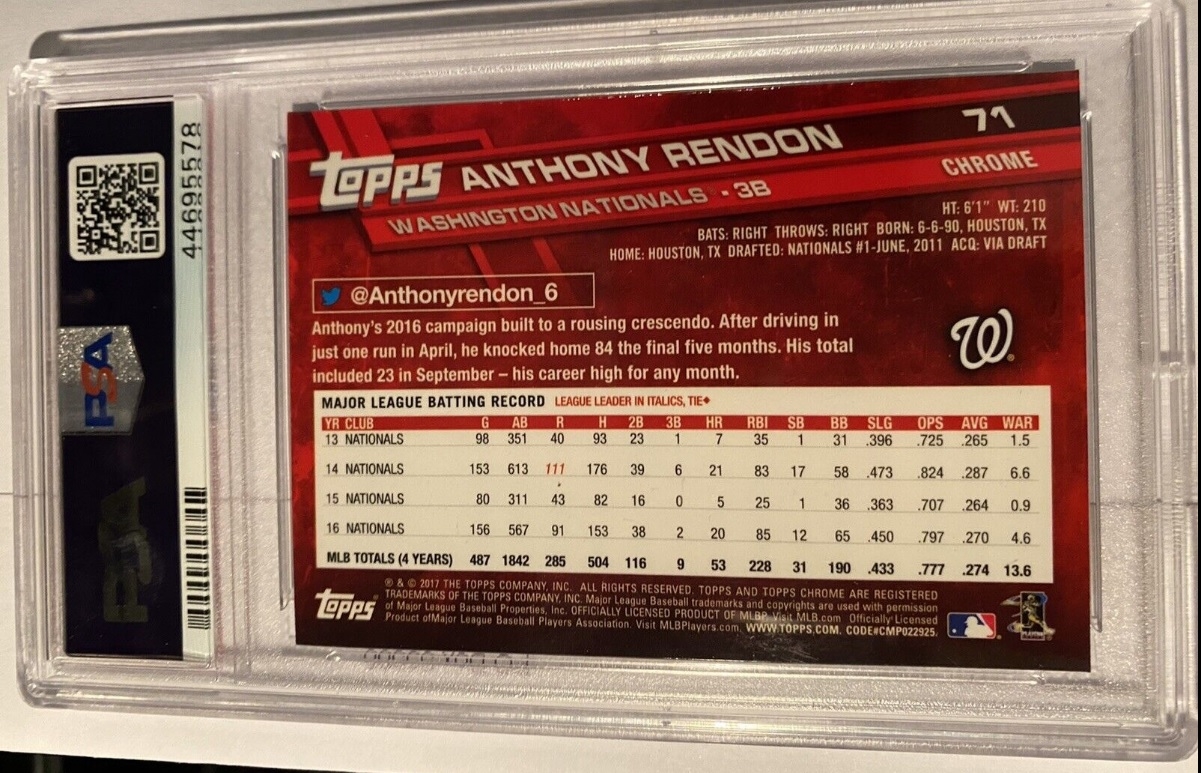 44695578
PSA
PSA
71
TOPPS ANTHONY RENDON
CHROME
WASHINGTON NATIONALS - 3B
HT: 6'1" WT: 210
BATS: RIGHT THROWS: RIGHT BORN: 6-6-90, HOUSTON, TX
HOME: HOUSTON, TX DRAFTED: NATIONALS #1-JUNE, 2011 ACQ: VIA DRAFT
@Anthonyrendon_6
Anthony's 2016 campaign built to a rousing crescendo. After driving in
just one run in April, he knocked home 84 the final five months. His total
included 23 in September – his career high for any month.
W
MAJOR LEAGUE BATTING RECORD LEAGUE LEADER IN ITALICS, TIE♦
YR CLUB G AB R H 2B 3B HR RBI SB BB SLG OPS AVG WAR
13 NATIONALS 98 351 40 93 23 1 7 35 1 31 .396 .725 .265 1.5
14 NATIONALS 153 613 111 176 39 6 21 83 17 58 .473 .824 .287 6.6
15 NATIONALS 80 311 43 82 16 0 5 25 1 36 .363 .707 .264 0.9
16 NATIONALS 156 567 91 153 38 2 20 85 12 65 .450 .797 .270 4.6
MLB TOTALS (4 YEARS) 487 1842 285 504 116 9 53 228 31 190 .433 .777 .274 13.6
TOPPS
® & © 2017 THE TOPPS COMPANY, INC. ALL RIGHTS RESERVED. TOPPS AND TOPPS CHROME ARE REGISTERED
TRADEMARKS OF THE TOPPS COMPANY, INC. Major League Baseball trademarks and copyrights are used with permission
of Major League Baseball Properties, Inc. OFFICIALLY LICENSED PRODUCT OF MLBP Visit MLB.com Officially Licensed
Product ofMajor League Baseball Players Association. Visit MLBPlayers.com. WWW.TOPPS.COM. CODE#CMP022925.